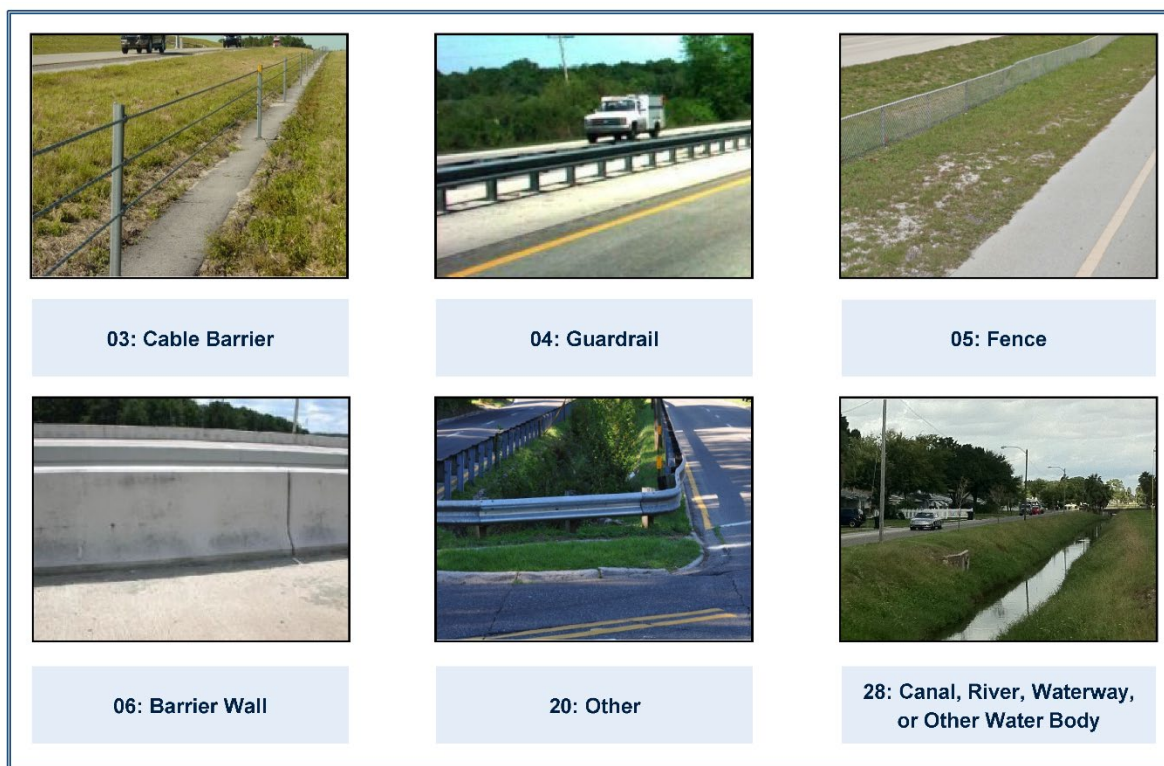 03: Cable Barrier
04: Guardrail
05: Fence
06: Barrier Wall
20: Other
28: Canal, River, Waterway,
or Other Water Body